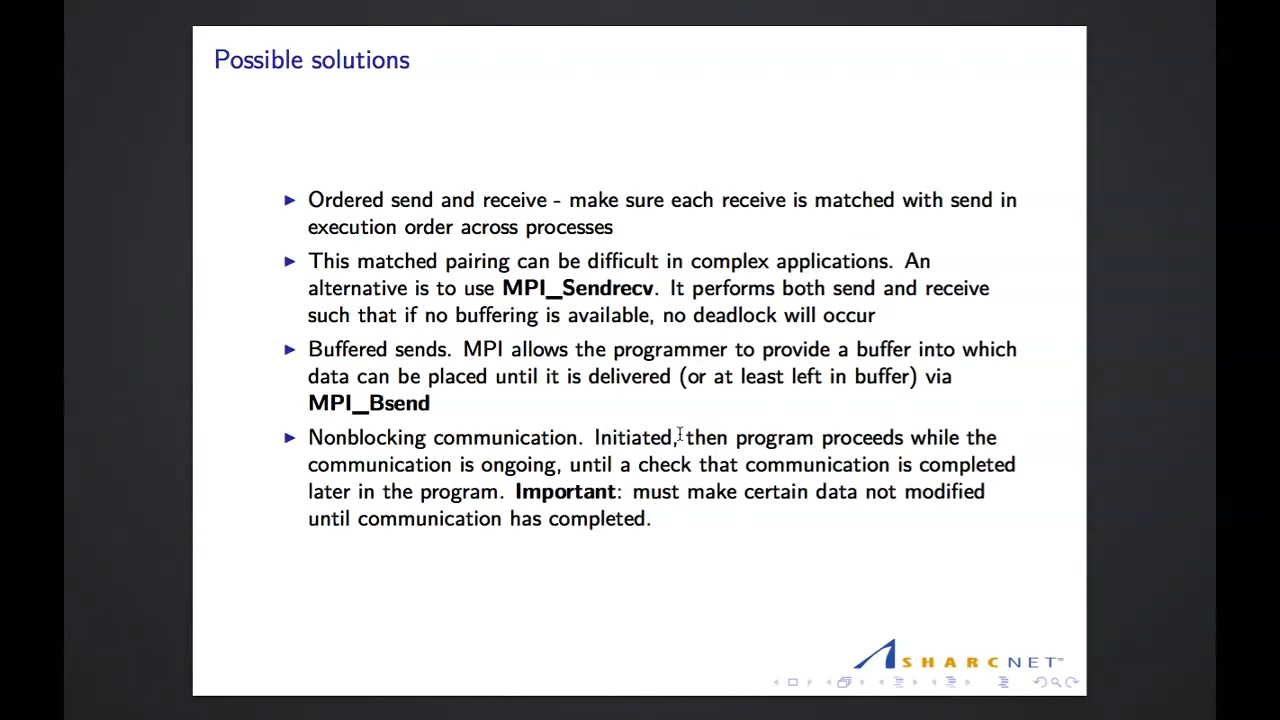 Possible solutions
▶ Ordered send and receive - make sure each receive is matched with send in
execution order across processes
▶ This matched pairing can be difficult in complex applications. An
alternative is to use MPI_Sendrecv. It performs both send and receive
such that if no buffering is available, no deadlock will occur
▶ Buffered sends. MPI allows the programmer to provide a buffer into which
data can be placed until it is delivered (or at least left in buffer) via
MPI_Bsend
▶ Nonblocking communication. Initiated, then program proceeds while the
communication is ongoing, until a check that communication is completed
later in the program. Important: must make certain data not modified
until communication has completed.
SHARCNET™